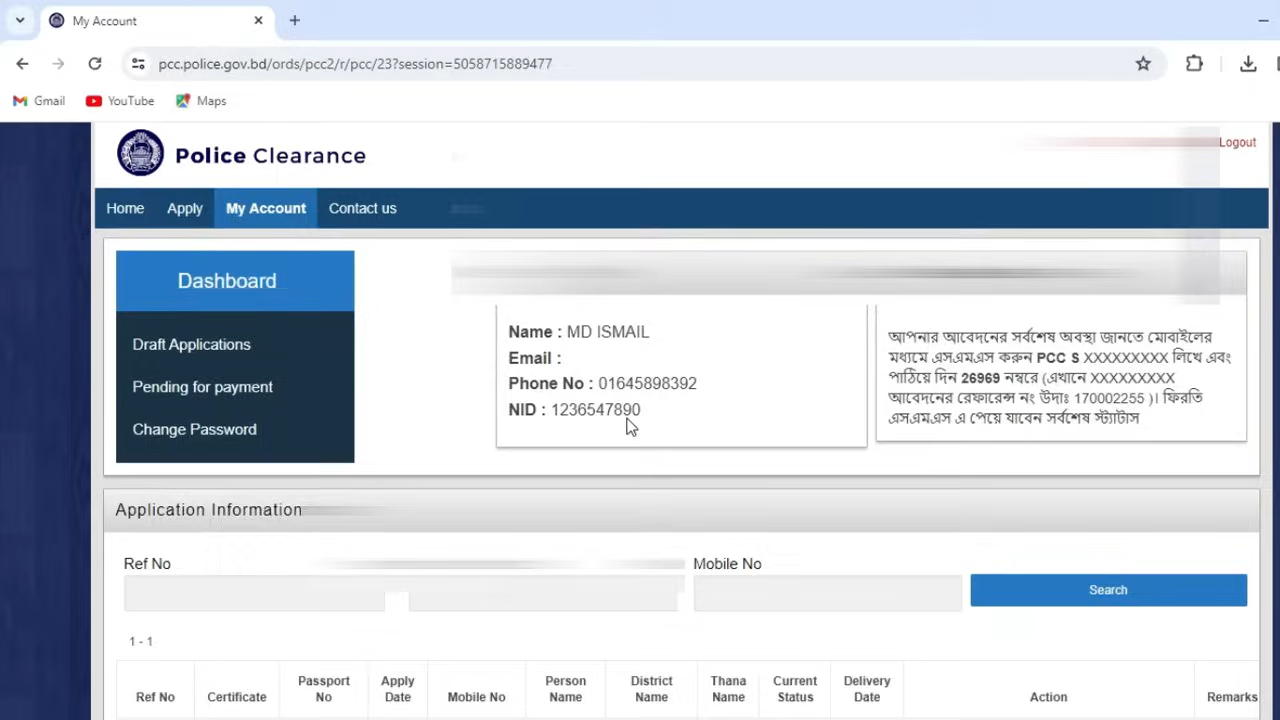 My Account
pcc.police.gov.bd/ords/pcc2/r/pcc/23?session=5058715889477
Gmail YouTube Maps
Police Clearance
Logout
Home Apply My Account Contact us
Dashboard
Draft Applications
Pending for payment
Change Password
Name : MD ISMAIL
Email :
Phone No : 01645898392
NID : 1236547890
আপনার আবেদনের সর্বশেষ অবস্থা জানতে মোবাইলের
মাধ্যমে এসএমএস করুন PCC S XXXXXXXXX লিখে এবং
পাঠিয়ে দিন 26969 নম্বরে (এখানে XXXXXXXXX
আবেদনের রেফারেন্স নং উদাঃ 170002255 )। ফিরতি
এসএমএস এ পেয়ে যাবেন সর্বশেষ স্ট্যাটাস
Application Information
Ref No
Mobile No
Search
1 - 1
Ref No Certificate Passport No Apply Date Mobile No Person Name District Name Thana Name Current Status Delivery Date Action Remarks